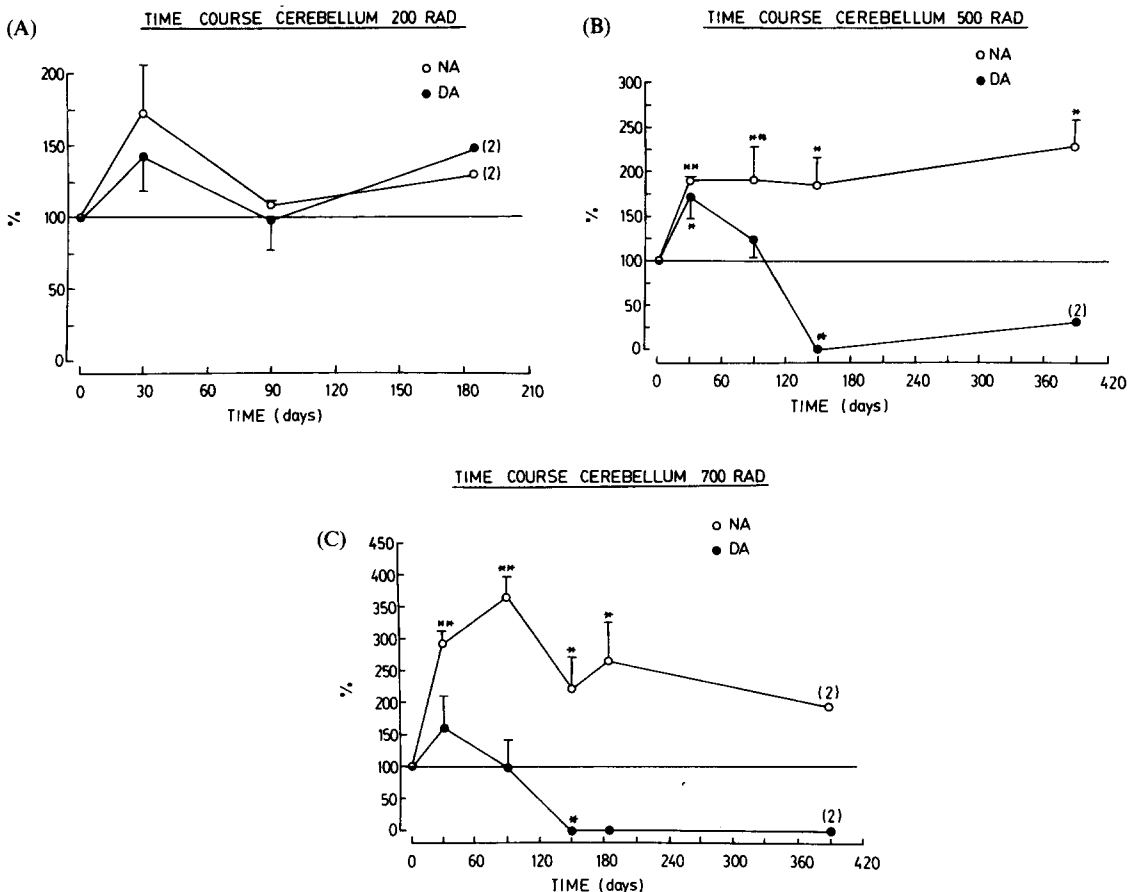 (A)
TIME COURSE CEREBELLUM 200 RAD
○ NA
● DA
200
150
100
50
0
%
(2)
(2)
0 30 60 90 120 150 180 210
TIME (days)
(B)
TIME COURSE CEREBELLUM 500 RAD
○ NA
● DA
300
250
200
150
100
50
0
%
**
**
*
*
*
*
(2)
0 60 120 180 240 300 360 420
TIME (days)
TIME COURSE CEREBELLUM 700 RAD
(C)
○ NA
● DA
450
400
350
300
250
200
150
100
50
0
%
**
**
*
*
(2)
*
(2)
0 60 120 180 240 300 360 420
TIME (days)